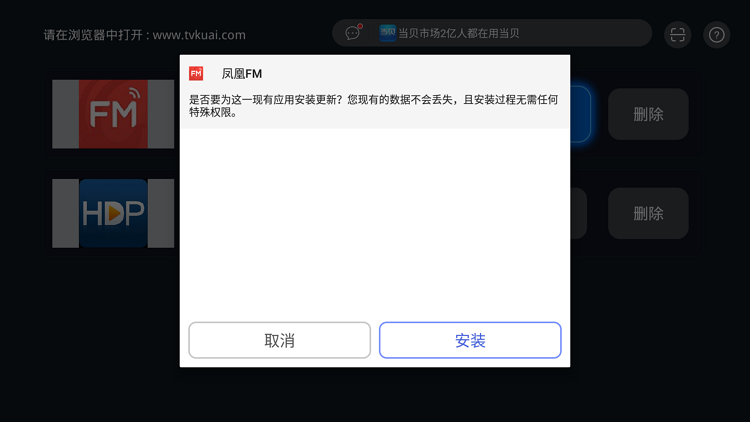 请在浏览器中打开 : www.tvkuai.com
当贝市场2亿人都在用当贝
FM
凤凰FM
是否要为这一现有应用安装更新？您现有的数据不会丢失，且安装过程无需任何
特殊权限。
FM
删除
HDP
删除
取消
安装